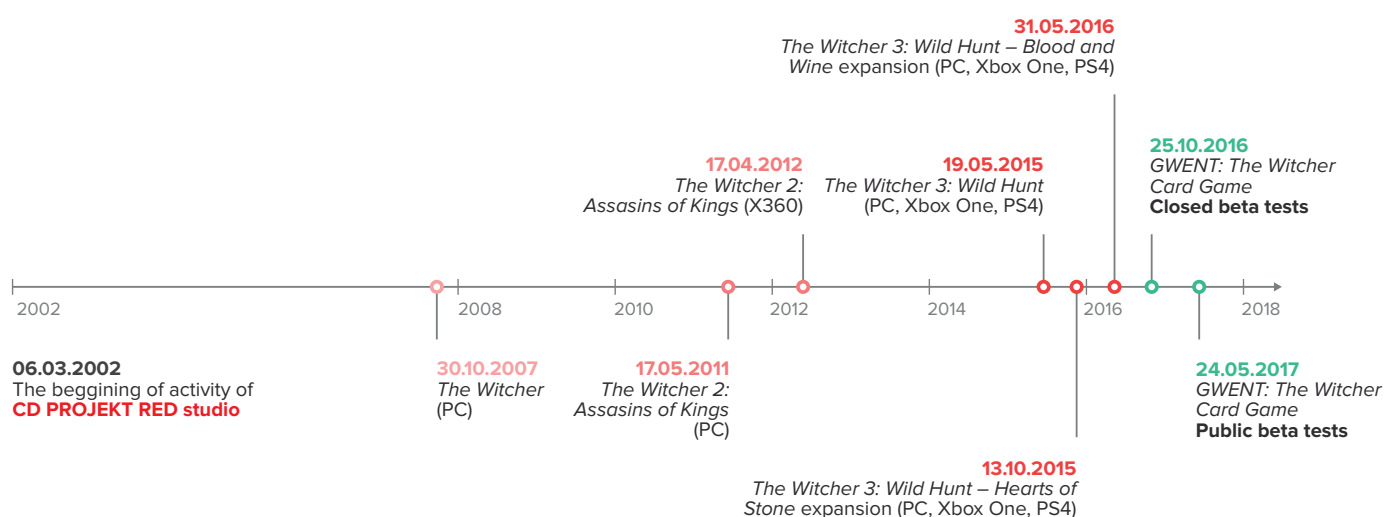 31.05.2016
The Witcher 3: Wild Hunt – Blood and
Wine expansion (PC, Xbox One, PS4)
25.10.2016
GWENT: The Witcher
Card Game
Closed beta tests
17.04.2012
The Witcher 2:
Assasins of Kings (X360)
19.05.2015
The Witcher 3: Wild Hunt
(PC, Xbox One, PS4)
2002
2008
2010
2012
2014
2016
2018
06.03.2002
The beggining of activity of
CD PROJEKT RED studio
30.10.2007
The Witcher
(PC)
17.05.2011
The Witcher 2:
Assasins of Kings
(PC)
24.05.2017
GWENT: The Witcher
Card Game
Public beta tests
13.10.2015
The Witcher 3: Wild Hunt – Hearts of
Stone expansion (PC, Xbox One, PS4)